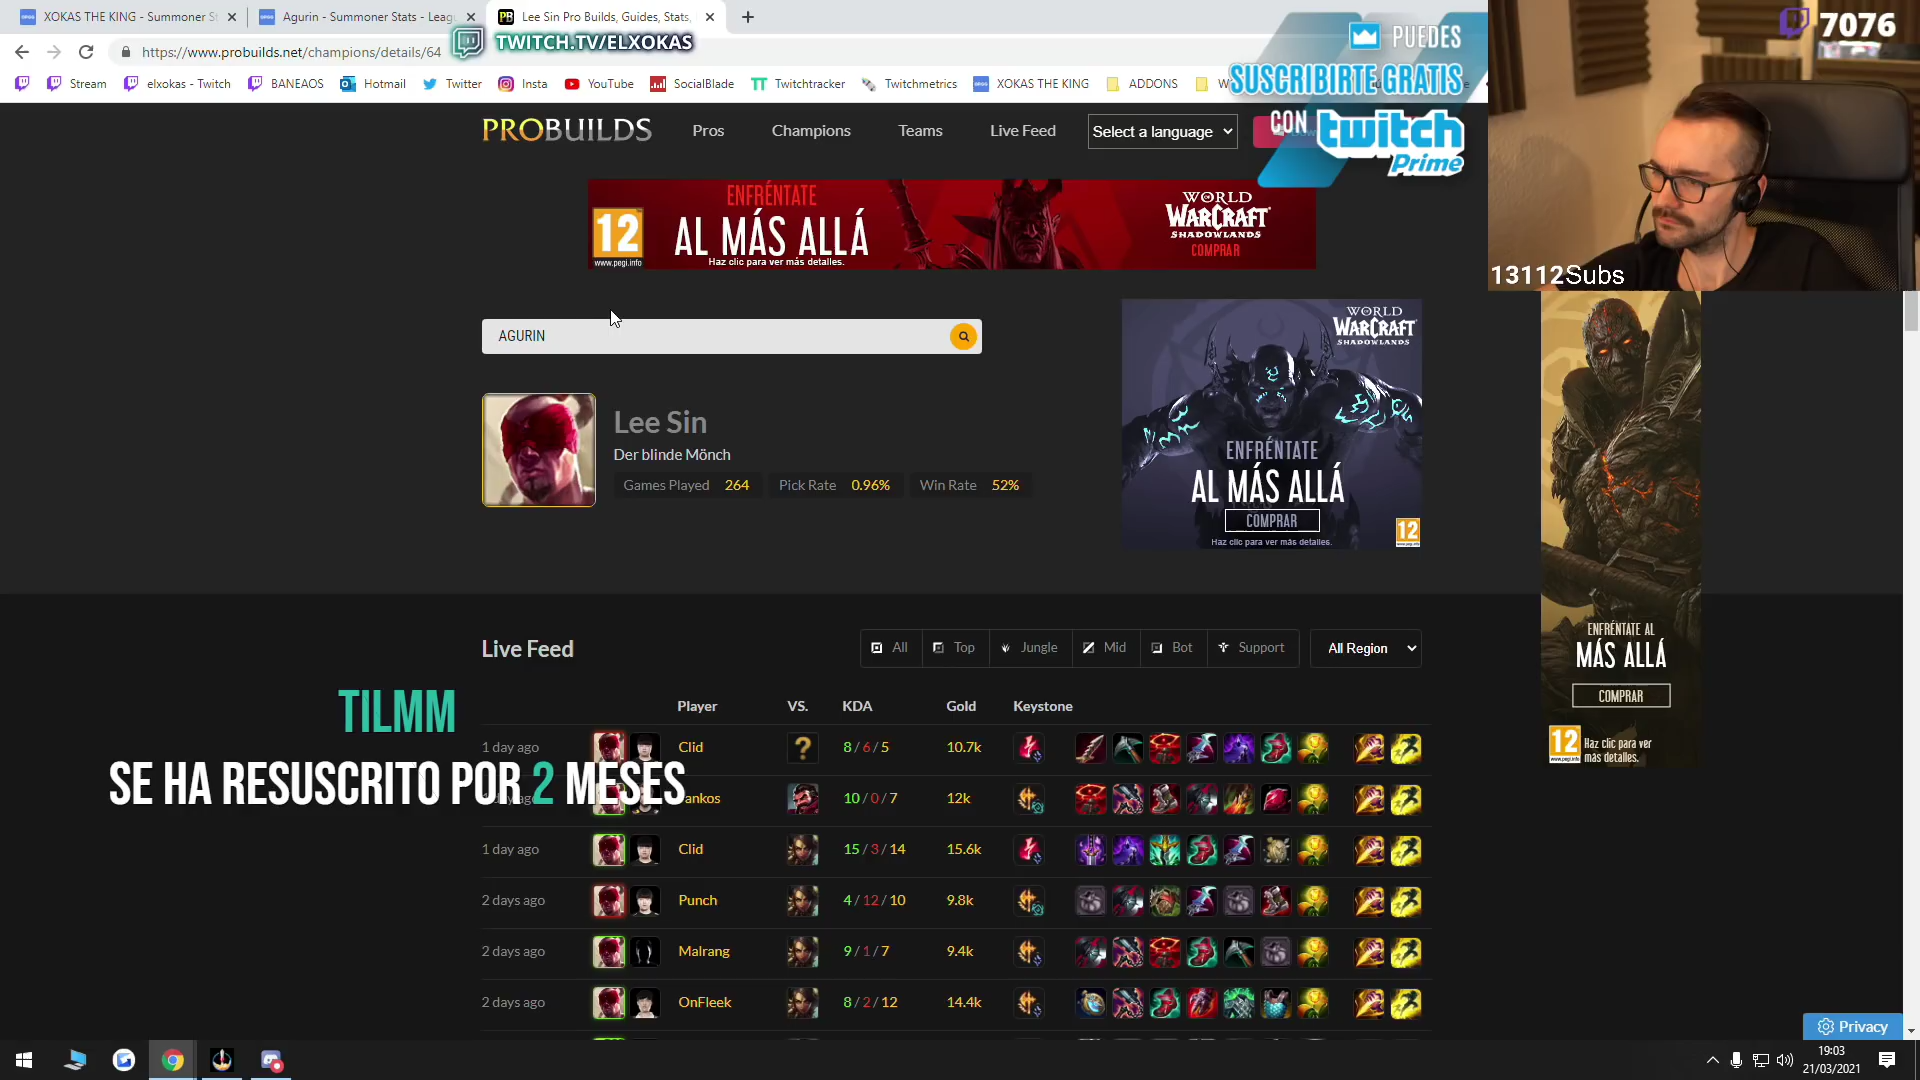 XOKAS THE KING - Summoner S
Agurin - Summoner Stats - Leag
Lee Sin Pro Builds, Guides, Stats,
https://www.probuilds.net/champions/details/64
TWITCH.TV/ELXOKAS
Stream
elxokas - Twitch
BANEAOS
Hotmail
Twitter
Insta
YouTube
SocialBlade
Twitchtracker
Twitchmetrics
XOKAS THE KING
ADDONS
PUEDES
SUSCRIBIRTE GRATIS
CON twitch
Prime
7076
13112Subs
PROBUILDS
Pros
Champions
Teams
Live Feed
Select a language
ENFRÉNTATE
AL MÁS ALLÁ
Haz clic para ver más detalles.
12
www.pegi.info
WORLD
WARCRAFT
SHADOWLANDS
COMPRAR
AGURIN
Lee Sin
Der blinde Mönch
Games Played 264
Pick Rate 0.96%
Win Rate 52%
WORLD
WARCRAFT
SHADOWLANDS
ENFRÉNTATE
AL MÁS ALLÁ
COMPRAR
Haz clic para ver más detalles.
12
ENFRÉNTATE AL
MÁS ALLÁ
COMPRAR
12
Haz clic para ver
más detalles.
Live Feed
All
Top
Jungle
Mid
Bot
Support
All Region
Player VS. KDA Gold Keystone
1 day ago Clid ? 8 / 6 / 5 10.7k
ankos 10 / 0 / 7 12k
1 day ago Clid 15 / 3 / 14 15.6k
2 days ago Punch 4 / 12 / 10 9.8k
2 days ago Malrang 9 / 1 / 7 9.4k
2 days ago OnFleek 8 / 2 / 12 14.4k
TILMM
SE HA RESUSCRITO POR 2 MESES
Privacy
19:03
21/03/2021